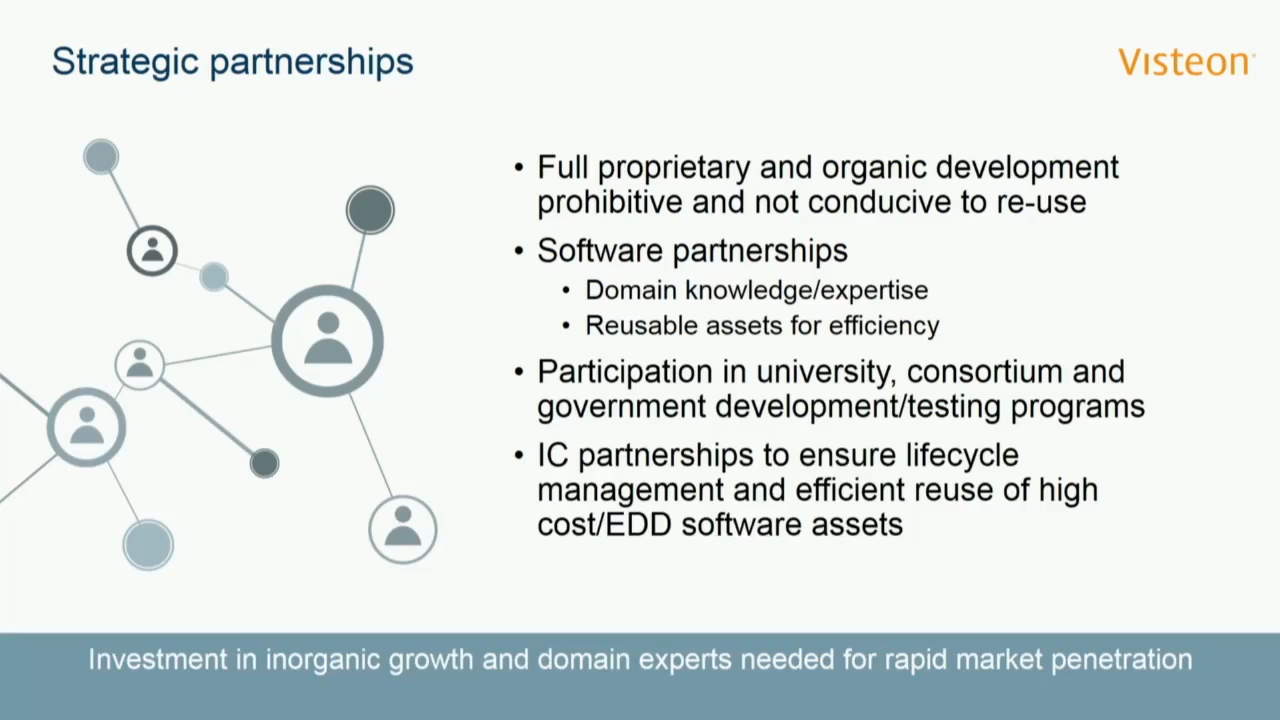 Strategic partnerships
Visteon
• Full proprietary and organic development
prohibitive and not conducive to re-use
• Software partnerships
• Domain knowledge/expertise
• Reusable assets for efficiency
• Participation in university, consortium and
government development/testing programs
• IC partnerships to ensure lifecycle
management and efficient reuse of high
cost/EDD software assets
Investment in inorganic growth and domain experts needed for rapid market penetration